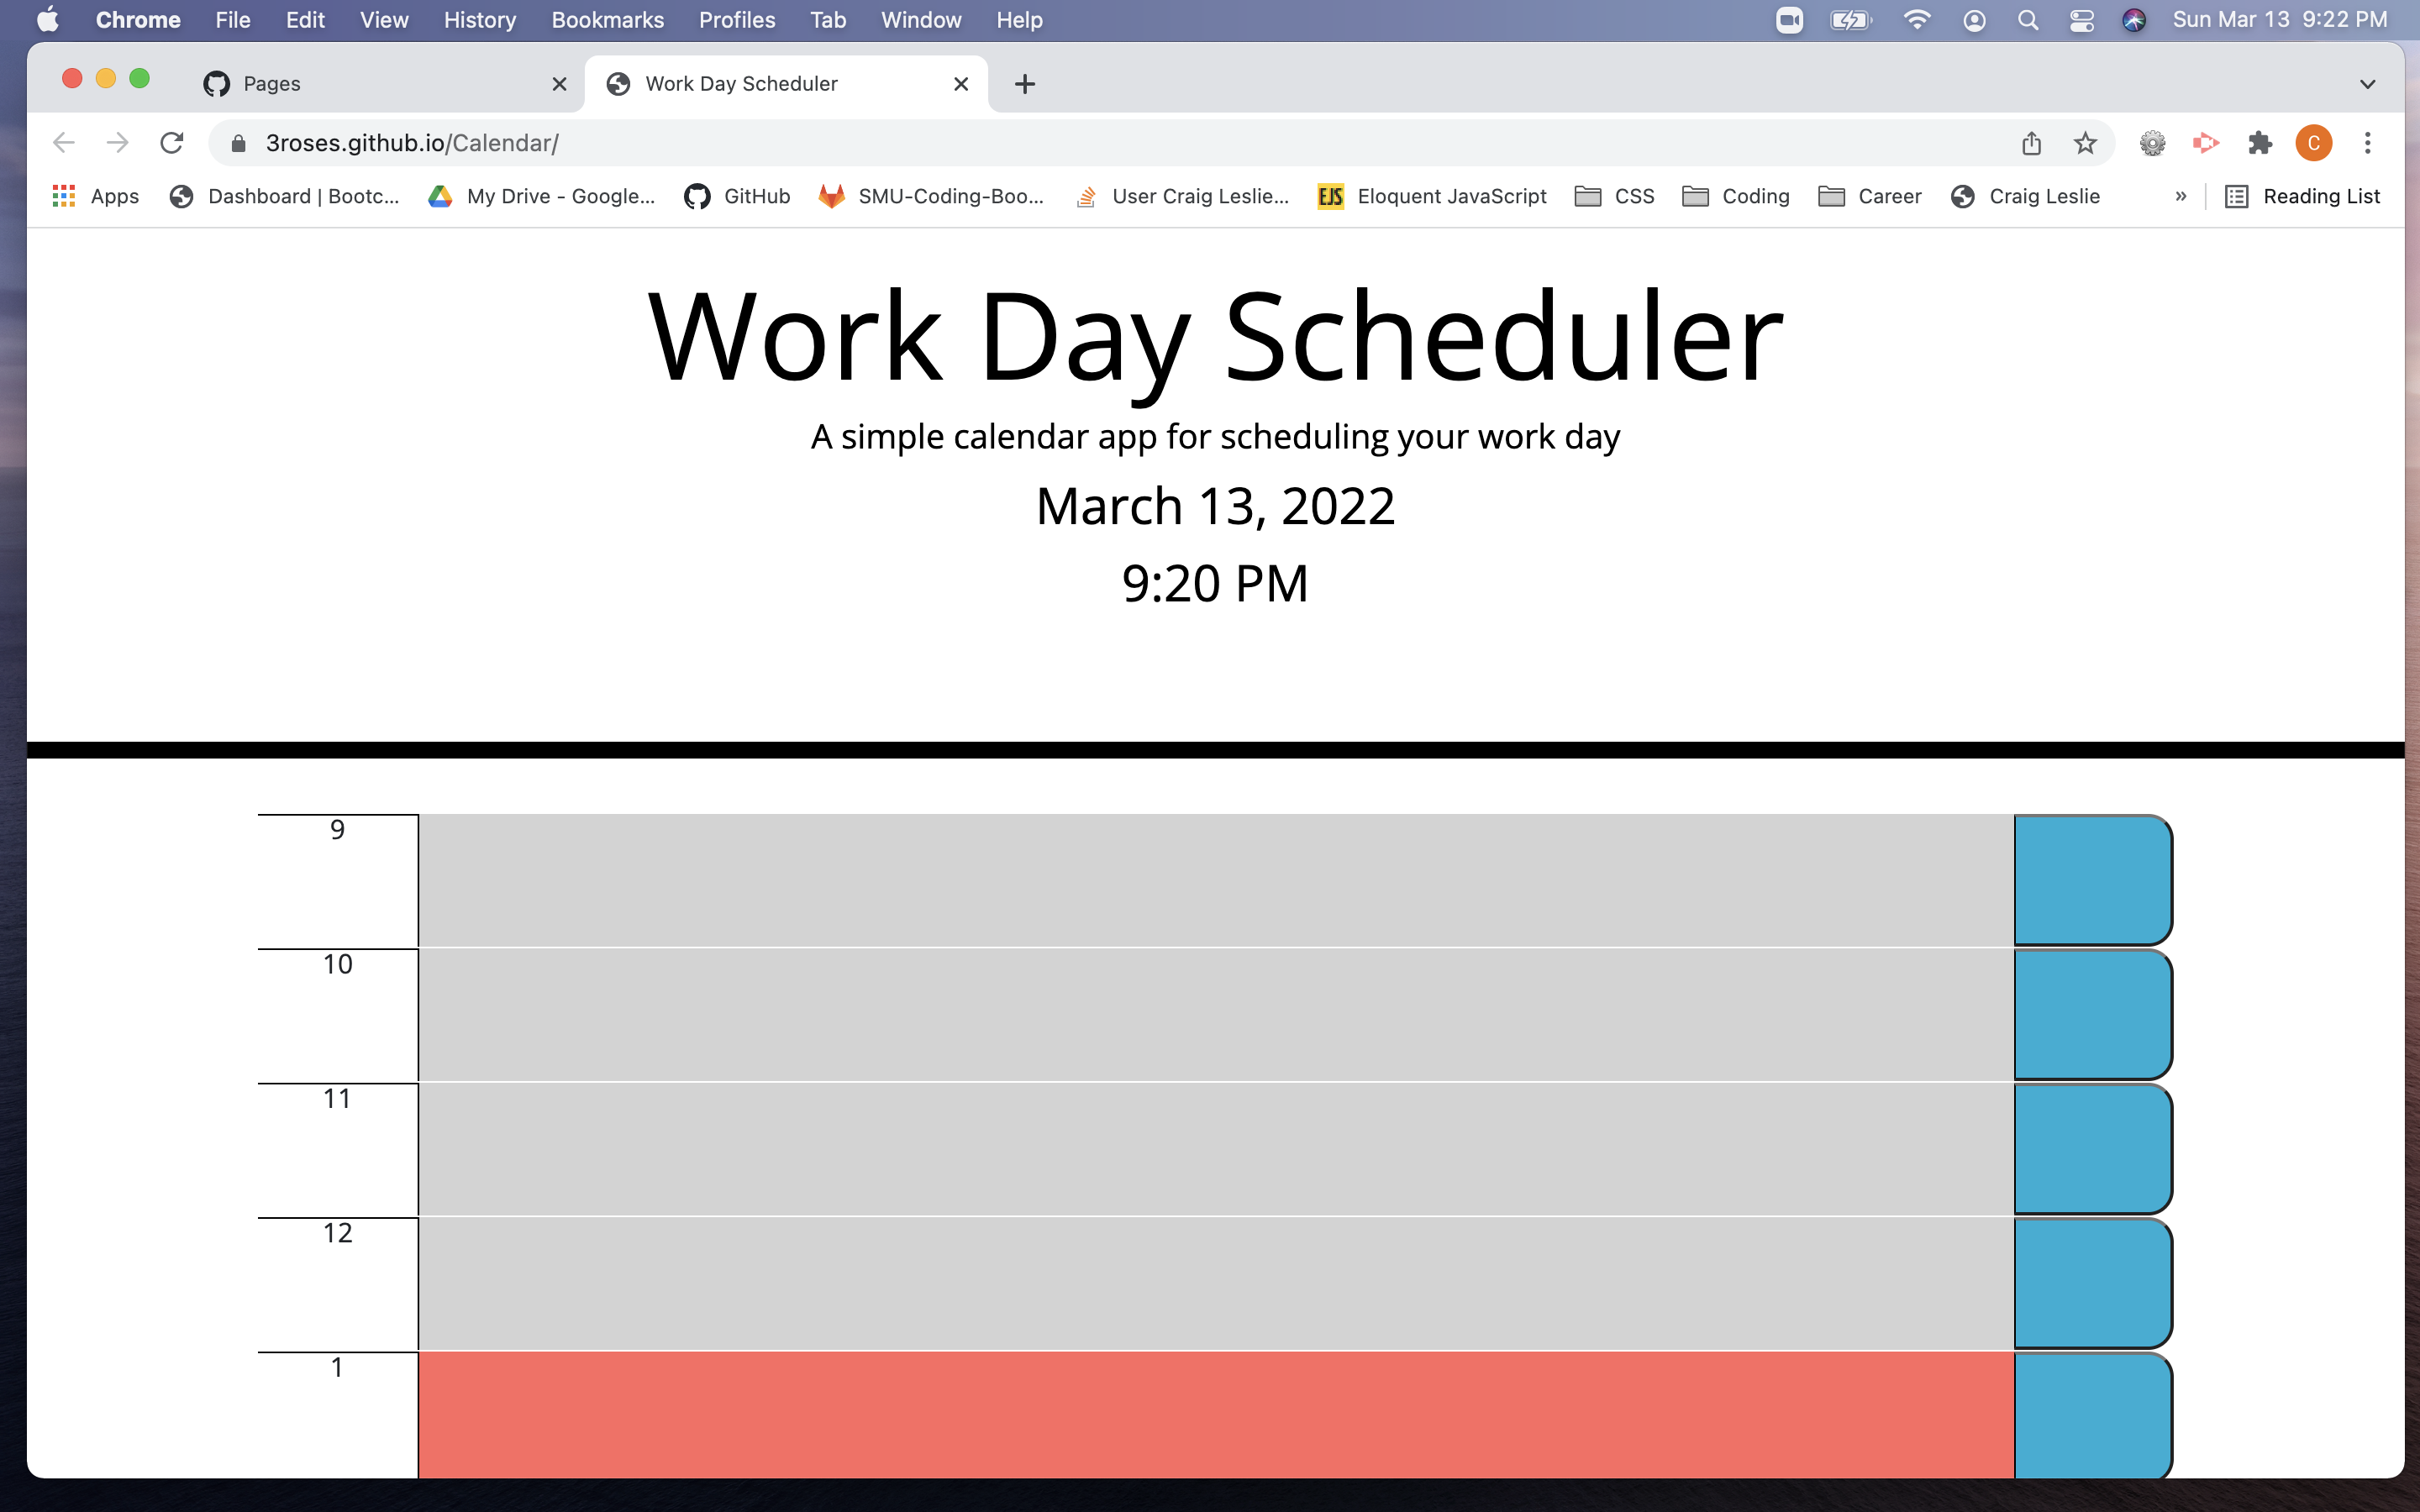 Chrome File Edit View History Bookmarks Profiles Tab Window Help Sun Mar 13 9:22 PM
Pages Work Day Scheduler
3roses.github.io/Calendar/ C
Apps Dashboard | Bootc... My Drive - Google... GitHub SMU-Coding-Boo... User Craig Leslie... EJS Eloquent JavaScript CSS Coding Career Craig Leslie » Reading List
Work Day Scheduler
A simple calendar app for scheduling your work day
March 13, 2022
9:20 PM
9
10
11
12
1